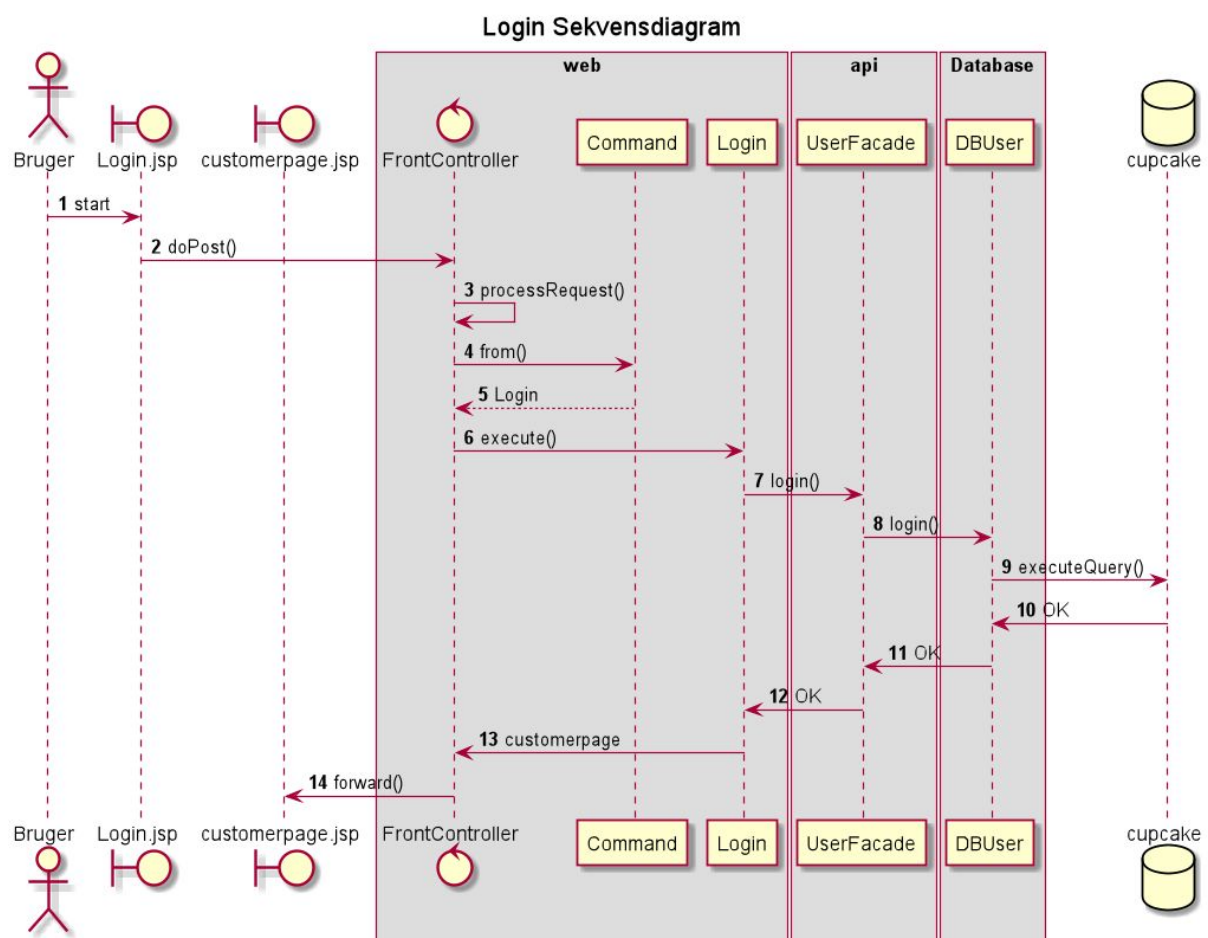 Login Sekvensdiagram
web
api
Database
Bruger
Login.jsp
customerpage.jsp
FrontController
Command
Login
UserFacade
DBUser
cupcake
1 start
2 doPost()
3 processRequest()
4 from()
5 Login
6 execute()
7 login()
8 login()
9 executeQuery()
10 OK
11 OK
12 OK
13 customerpage
14 forward()
Bruger
Login.jsp
customerpage.jsp
FrontController
Command
Login
UserFacade
DBUser
cupcake